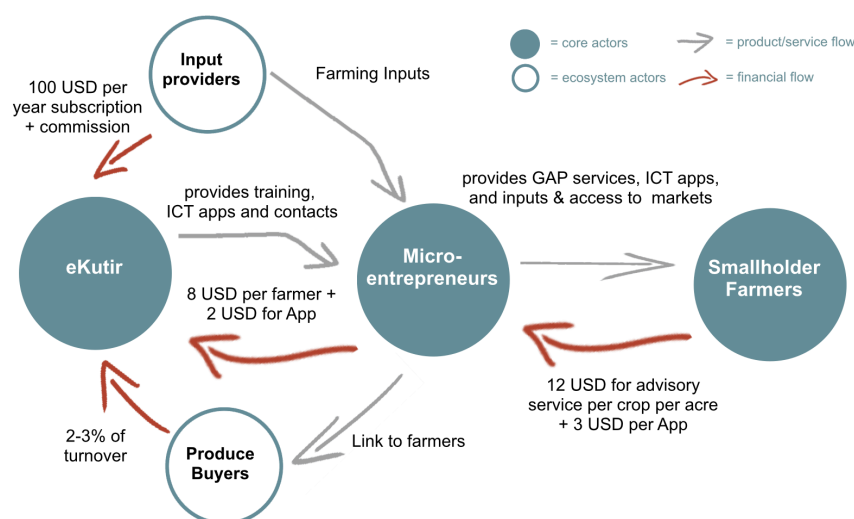 Input
providers
100 USD per
year subscription
+ commission
Farming Inputs
= core actors
= product/service flow
= ecosystem actors
= financial flow
provides training,
ICT apps and contacts
provides GAP services, ICT apps,
and inputs & access to markets
eKutir
Micro-
entrepreneurs
Smallholder
Farmers
8 USD per farmer +
2 USD for App
12 USD for advisory
service per crop per acre
+ 3 USD per App
2-3% of
turnover
Link to farmers
Produce
Buyers